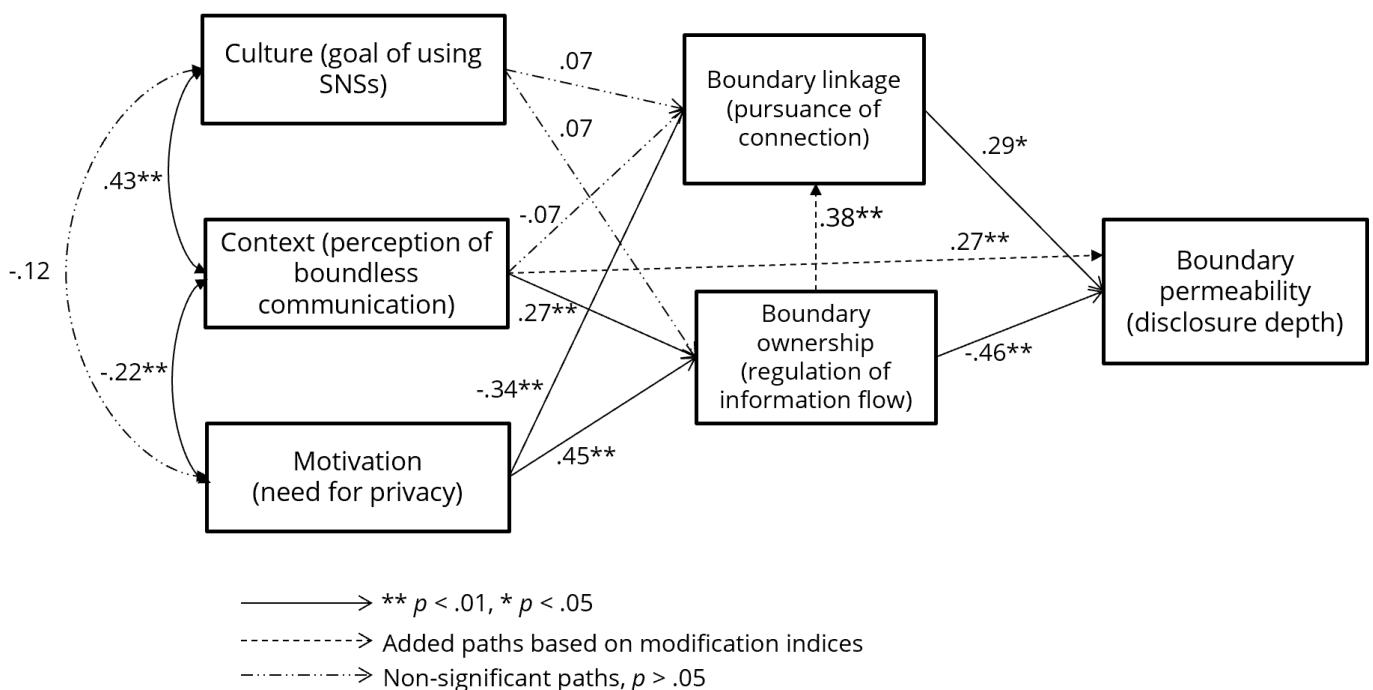 Culture (goal of using
SNSs)
.07
.07
Boundary linkage
(pursuance of
connection)
.29*
.43**
-.12
Context (perception of
boundless
communication)
-.07
.38**
.27**
.27**
Boundary
ownership
(regulation of
information flow)
Boundary
permeability
(disclosure depth)
-.46**
-.22**
-.34**
.45**
Motivation
(need for privacy)
** p < .01, * p < .05
Added paths based on modification indices
Non-significant paths, p > .05